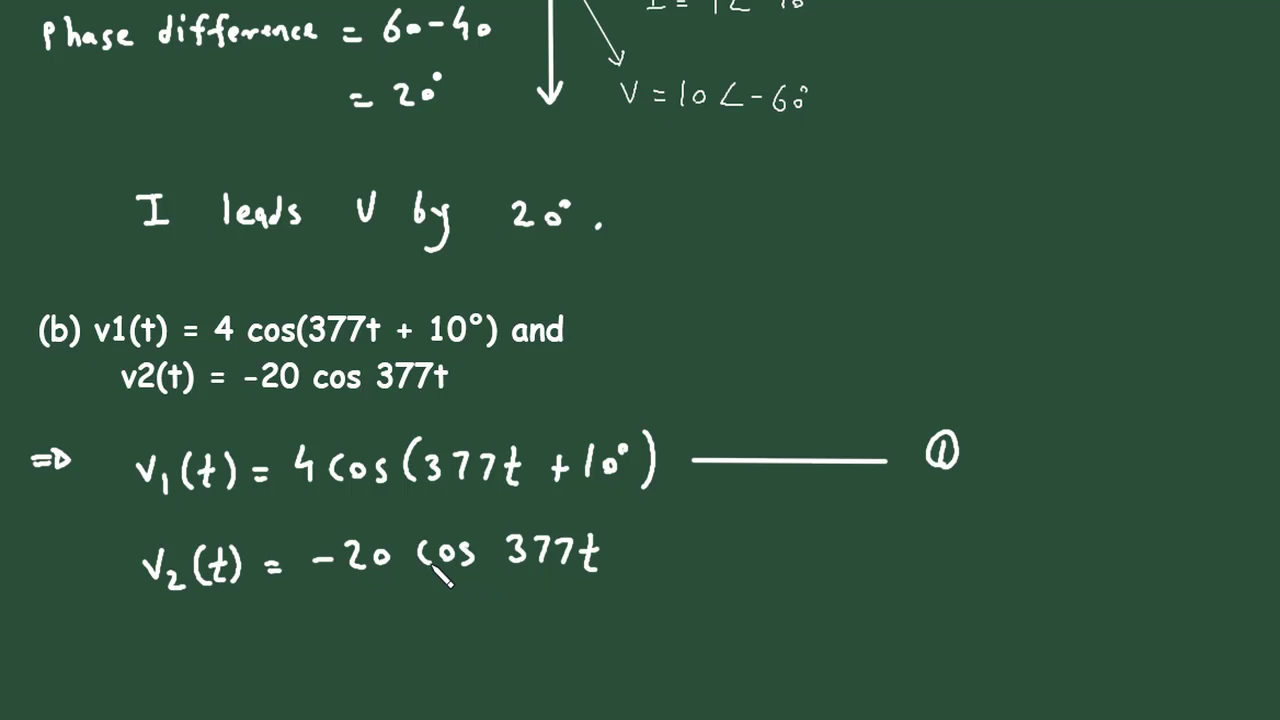 Phase difference = 60-40
= 20°
V = 10 ∠ -60°
I leads V by 20°.
(b) v1(t) = 4 cos(377t + 10°) and
v2(t) = -20 cos 377t
⇒ v₁(t) = 4 cos(377t + 10°) ——— ①
v₂(t) = -20 cos 377t